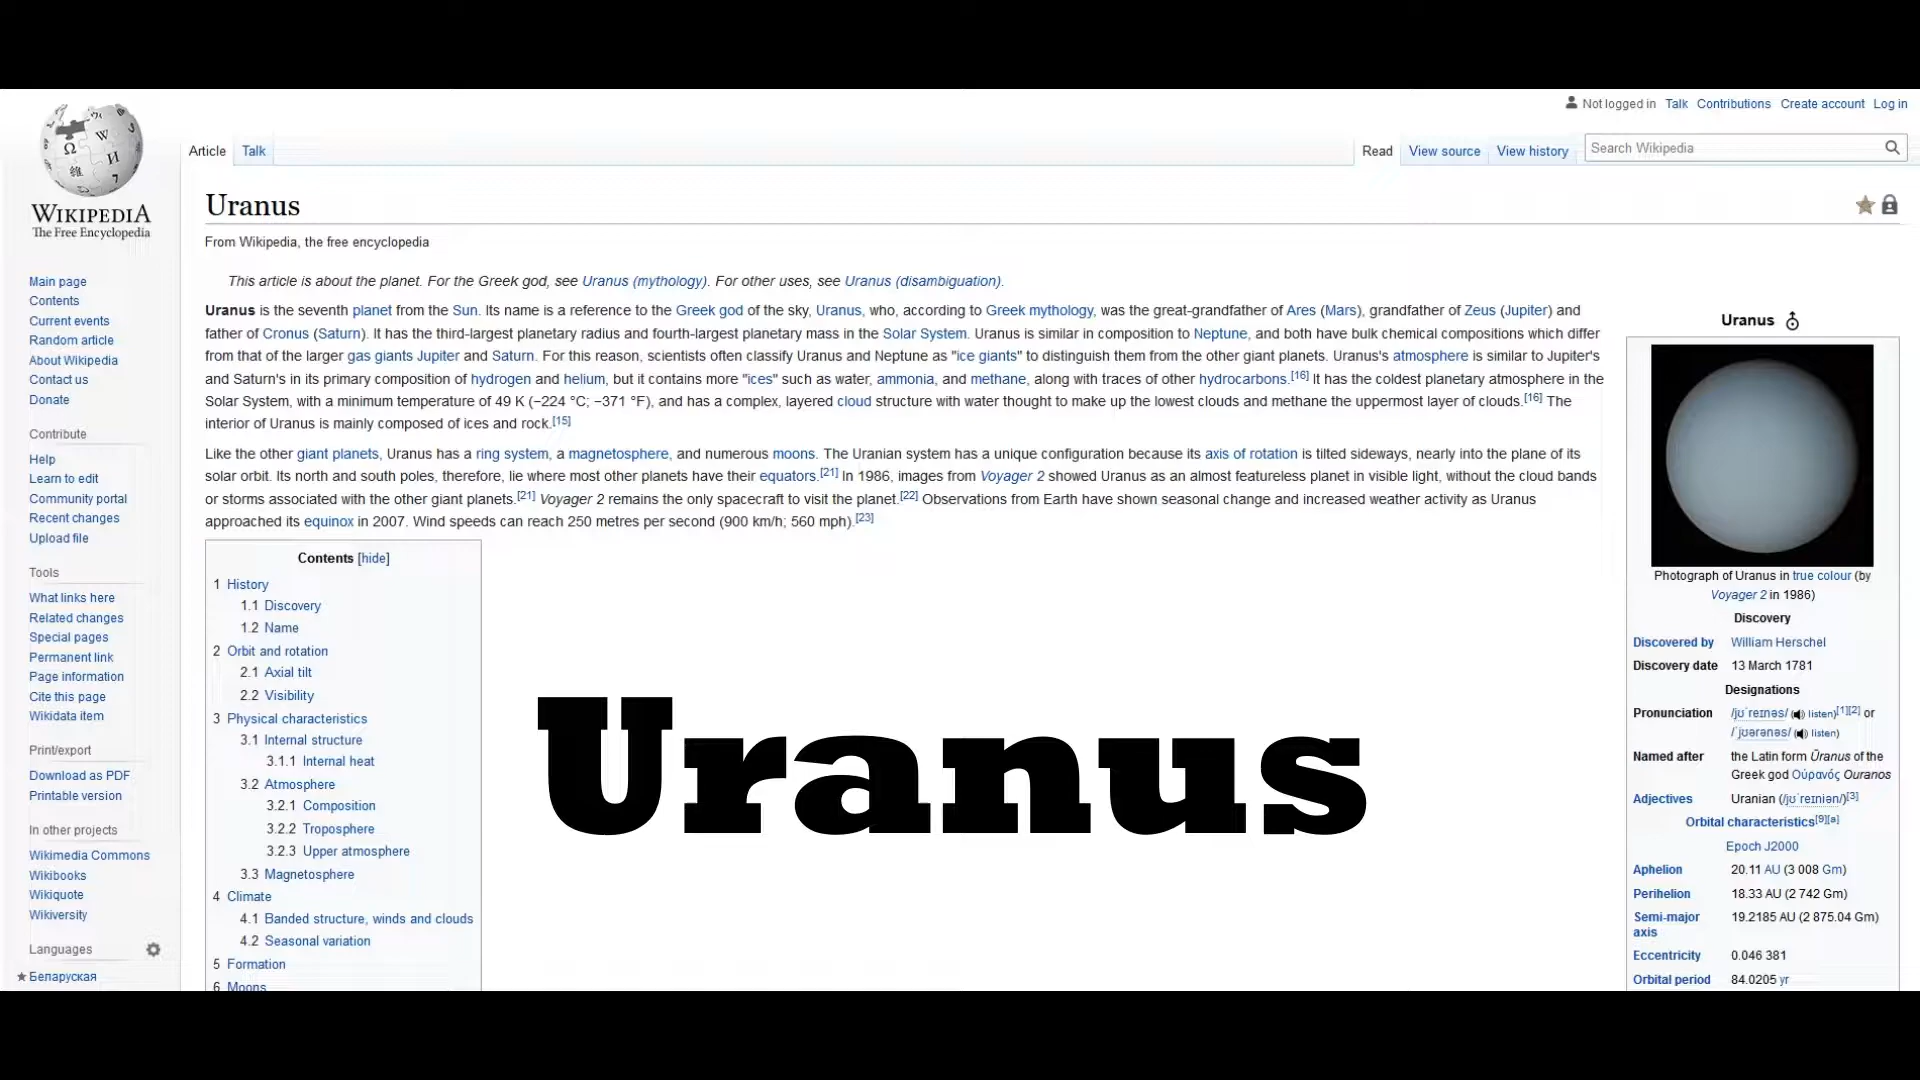 Not logged in Talk Contributions Create account Log in
Article Talk Read View source View history Search Wikipedia
WIKIPEDIA
The Free Encyclopedia
Main page
Contents
Current events
Random article
About Wikipedia
Contact us
Donate
Contribute
Help
Learn to edit
Community portal
Recent changes
Upload file
Tools
What links here
Related changes
Special pages
Permanent link
Page information
Cite this page
Wikidata item
Print/export
Download as PDF
Printable version
In other projects
Wikimedia Commons
Wikibooks
Wikiquote
Wikiversity
Languages
Беларуская
Uranus
From Wikipedia, the free encyclopedia
This article is about the planet. For the Greek god, see Uranus (mythology). For other uses, see Uranus (disambiguation).
Uranus is the seventh planet from the Sun. Its name is a reference to the Greek god of the sky, Uranus, who, according to Greek mythology, was the great-grandfather of Ares (Mars), grandfather of Zeus (Jupiter) and
father of Cronus (Saturn). It has the third-largest planetary radius and fourth-largest planetary mass in the Solar System. Uranus is similar in composition to Neptune, and both have bulk chemical compositions which differ
from that of the larger gas giants Jupiter and Saturn. For this reason, scientists often classify Uranus and Neptune as "ice giants" to distinguish them from the other giant planets. Uranus's atmosphere is similar to Jupiter's
and Saturn's in its primary composition of hydrogen and helium, but it contains more "ices" such as water, ammonia, and methane, along with traces of other hydrocarbons.[16] It has the coldest planetary atmosphere in the
Solar System, with a minimum temperature of 49 K (−224 °C; −371 °F), and has a complex, layered cloud structure with water thought to make up the lowest clouds and methane the uppermost layer of clouds.[16] The
interior of Uranus is mainly composed of ices and rock.[15]
Like the other giant planets, Uranus has a ring system, a magnetosphere, and numerous moons. The Uranian system has a unique configuration because its axis of rotation is tilted sideways, nearly into the plane of its
solar orbit. Its north and south poles, therefore, lie where most other planets have their equators.[21] In 1986, images from Voyager 2 showed Uranus as an almost featureless planet in visible light, without the cloud bands
or storms associated with the other giant planets.[21] Voyager 2 remains the only spacecraft to visit the planet.[22] Observations from Earth have shown seasonal change and increased weather activity as Uranus
approached its equinox in 2007. Wind speeds can reach 250 metres per second (900 km/h; 560 mph).[23]
Contents [hide]
1 History
1.1 Discovery
1.2 Name
2 Orbit and rotation
2.1 Axial tilt
2.2 Visibility
3 Physical characteristics
3.1 Internal structure
3.1.1 Internal heat
3.2 Atmosphere
3.2.1 Composition
3.2.2 Troposphere
3.2.3 Upper atmosphere
3.3 Magnetosphere
4 Climate
4.1 Banded structure, winds and clouds
4.2 Seasonal variation
5 Formation
6 Moons
Uranus
Uranus
Photograph of Uranus in true colour (by
Voyager 2 in 1986)
Discovery
Discovered by William Herschel
Discovery date 13 March 1781
Designations
Pronunciation /jʊˈreɪnəs/ (listen)[1][2] or
/ˈjʊərənəs/ (listen)
Named after the Latin form Ūranus of the
Greek god Οὐρανός Ouranos
Adjectives Uranian (/jʊˈreɪniən/)[3]
Orbital characteristics[9][a]
Epoch J2000
Aphelion 20.11 AU (3 008 Gm)
Perihelion 18.33 AU (2 742 Gm)
Semi-major 19.2185 AU (2 875.04 Gm)
axis
Eccentricity 0.046 381
Orbital period 84.0205 yr